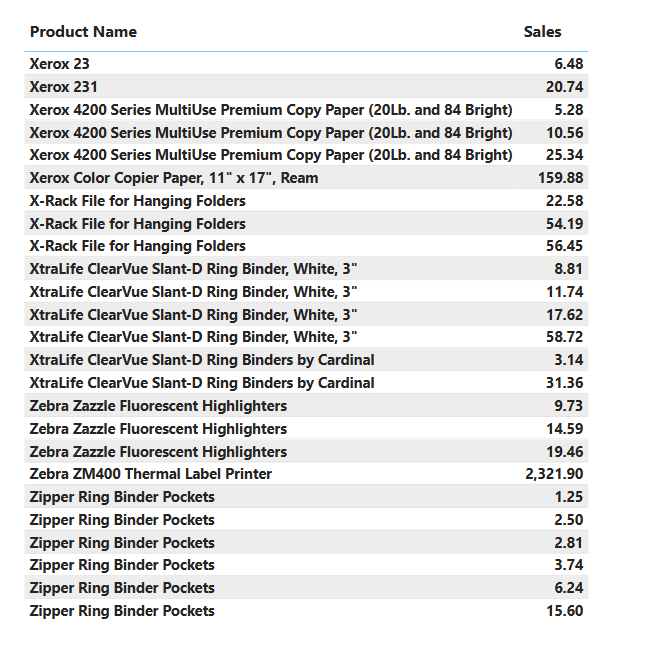 Product Name Sales
Xerox 23 6.48
Xerox 231 20.74
Xerox 4200 Series MultiUse Premium Copy Paper (20Lb. and 84 Bright) 5.28
Xerox 4200 Series MultiUse Premium Copy Paper (20Lb. and 84 Bright) 10.56
Xerox 4200 Series MultiUse Premium Copy Paper (20Lb. and 84 Bright) 25.34
Xerox Color Copier Paper, 11" x 17", Ream 159.88
X-Rack File for Hanging Folders 22.58
X-Rack File for Hanging Folders 54.19
X-Rack File for Hanging Folders 56.45
XtraLife ClearVue Slant-D Ring Binder, White, 3" 8.81
XtraLife ClearVue Slant-D Ring Binder, White, 3" 11.74
XtraLife ClearVue Slant-D Ring Binder, White, 3" 17.62
XtraLife ClearVue Slant-D Ring Binder, White, 3" 58.72
XtraLife ClearVue Slant-D Ring Binders by Cardinal 3.14
XtraLife ClearVue Slant-D Ring Binders by Cardinal 31.36
Zebra Zazzle Fluorescent Highlighters 9.73
Zebra Zazzle Fluorescent Highlighters 14.59
Zebra Zazzle Fluorescent Highlighters 19.46
Zebra ZM400 Thermal Label Printer 2,321.90
Zipper Ring Binder Pockets 1.25
Zipper Ring Binder Pockets 2.50
Zipper Ring Binder Pockets 2.81
Zipper Ring Binder Pockets 3.74
Zipper Ring Binder Pockets 6.24
Zipper Ring Binder Pockets 15.60